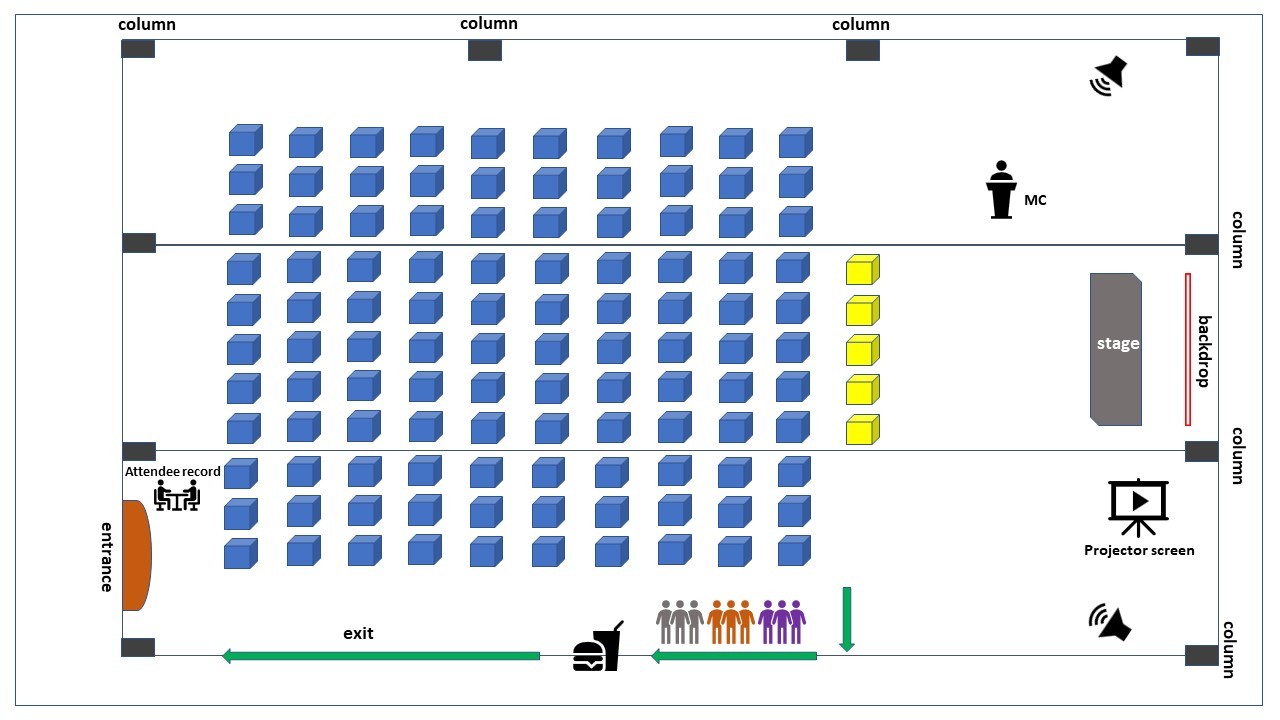 column
column
column
MC
column
stage
backdrop
column
Attendee record
entrance
Projector screen
exit
column